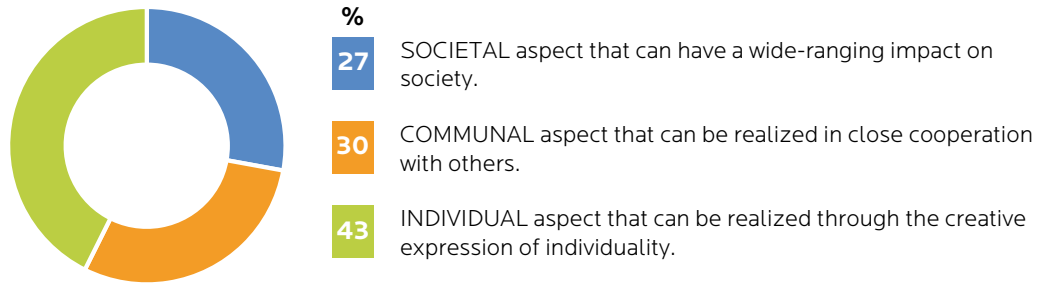 %
27
SOCIETAL aspect that can have a wide-ranging impact on
society.
30
COMMUNAL aspect that can be realized in close cooperation
with others.
43
INDIVIDUAL aspect that can be realized through the creative
expression of individuality.